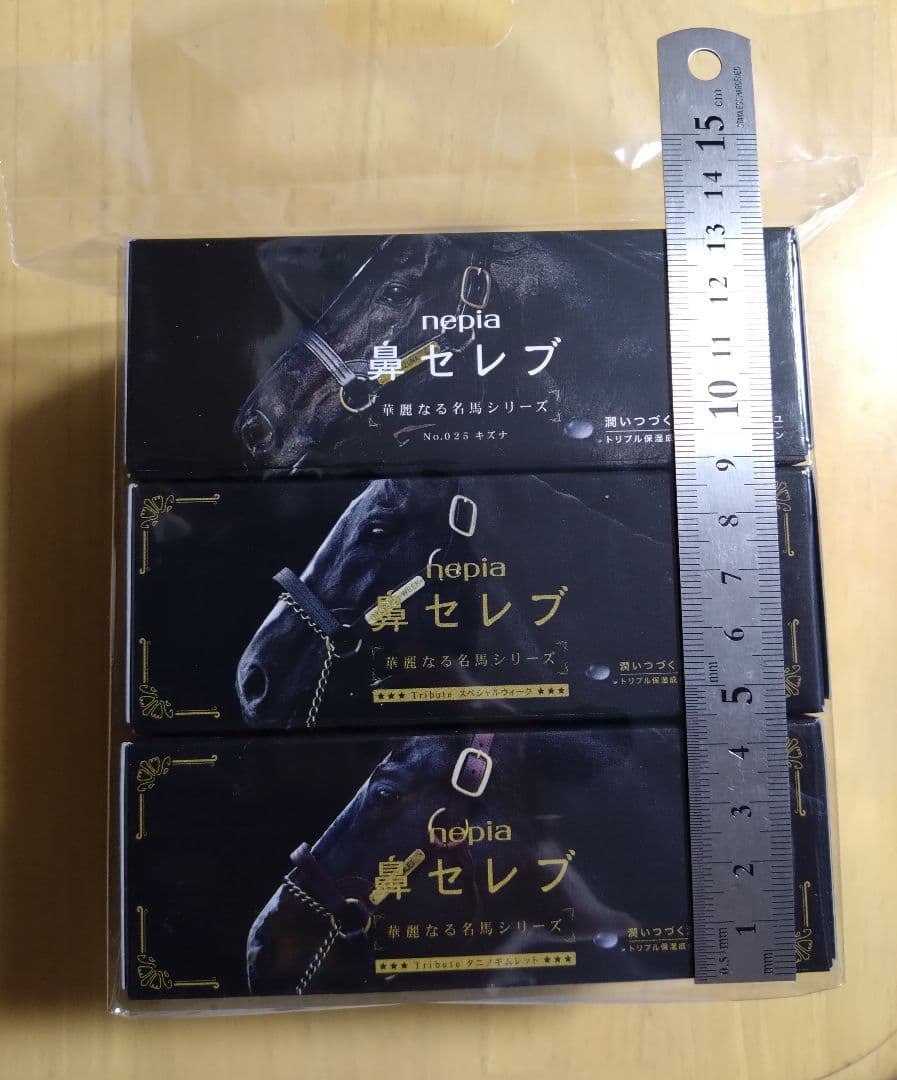 nepia
鼻セレブ
華麗なる名馬シリーズ
No.025 キズナ
潤いつづく
トリプル保湿成
nepia
鼻セレブ
華麗なる名馬シリーズ
★★★ Tribute スペシャルウィーク ★★★
WEEK
潤いつづく
トリプル保湿成
nepia
鼻セレブ
華麗なる名馬シリーズ
★★★ Tribute タニノギムレット ★★★
潤いつづく
トリプル保湿成
cm
15
14
13
12
11
10
9
8
7
6
mm
5
4
3
2
1
0.5 mm
mm